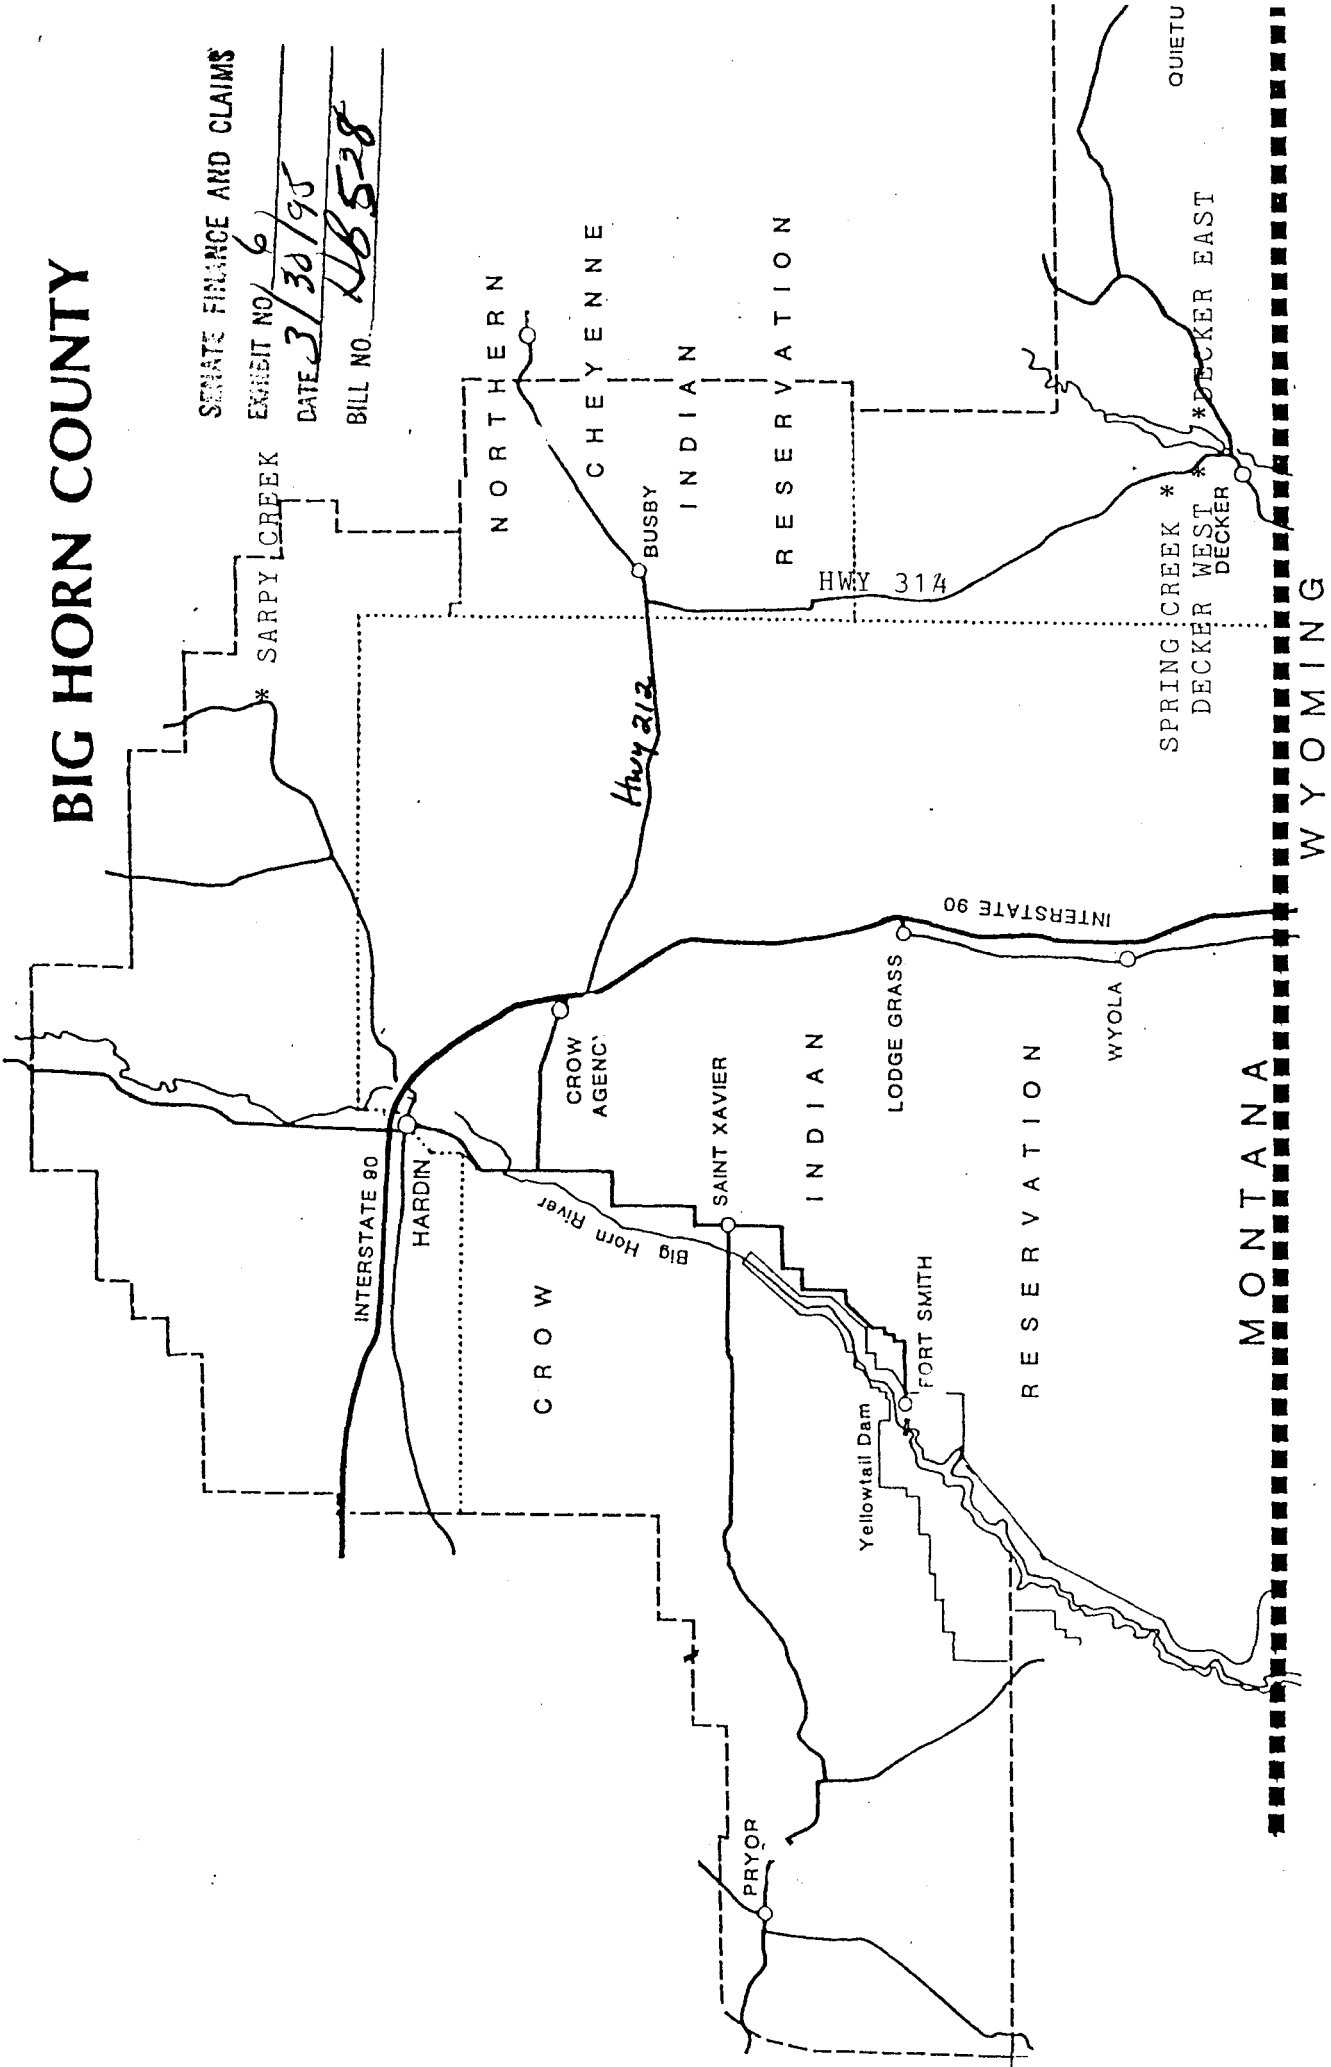 BIG HORN COUNTY
SENATE FINANCE AND CLAIMS
EXHIBIT NO 6
DATE 3/30/95
BILL NO. HB 528
* SARPY CREEK
NORTHERN
CHEYENNE
INDIAN
RESERVATION
BUSBY
HWY 314
Hwy 212
INTERSTATE 90
HARDIN
CROW
AGENCY
CROW
Big Horn River
SAINT XAVIER
INDIAN
LODGE GRASS
INTERSTATE 90
RESERVATION
WYOLA
FORT SMITH
Yellowtail Dam
PRYOR
SPRING CREEK *
DECKER WEST *
*DECKER EAST
DECKER
QUIETU
MONTANA
WYOMING